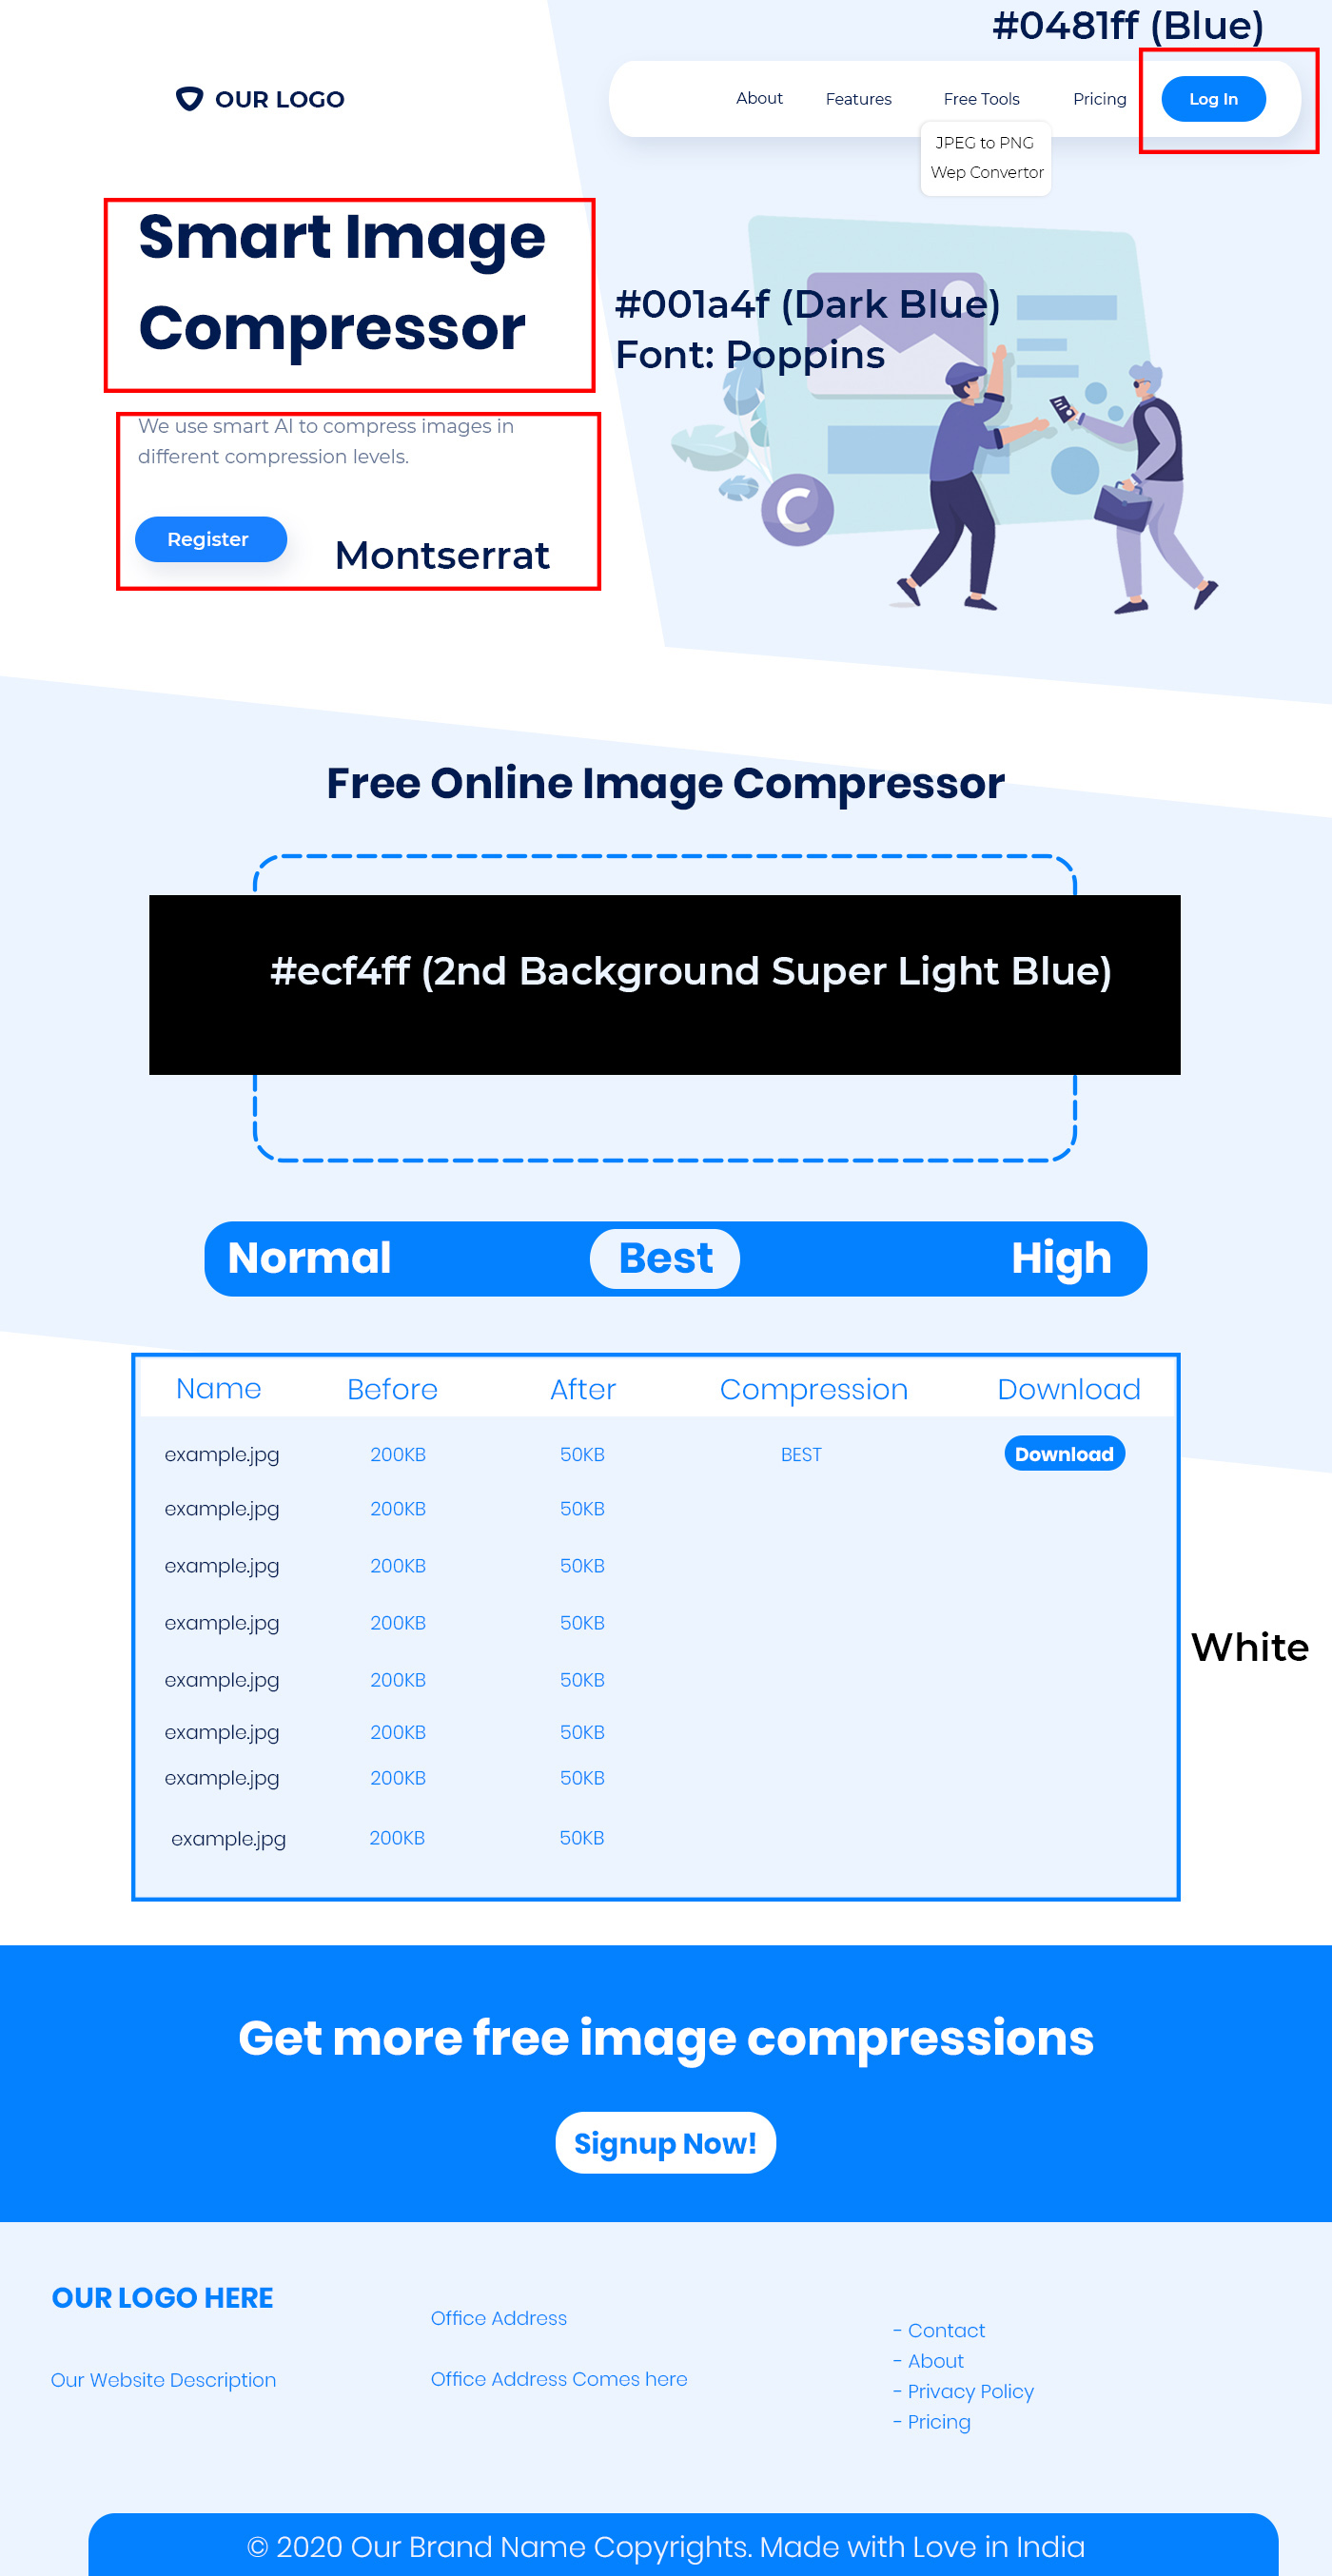 #0481ff (Blue)
OUR LOGO
About Features Free Tools Pricing Log In
JPEG to PNG
Wep Convertor
Smart Image
Compressor
#001a4f (Dark Blue)
Font: Poppins
We use smart AI to compress images in
different compression levels.
Register
Montserrat
C
Free Online Image Compressor
#ecf4ff (2nd Background Super Light Blue)
Normal Best High
Name Before After Compression Download
example.jpg 200KB 50KB BEST Download
example.jpg 200KB 50KB
example.jpg 200KB 50KB
example.jpg 200KB 50KB
White
example.jpg 200KB 50KB
example.jpg 200KB 50KB
example.jpg 200KB 50KB
example.jpg 200KB 50KB
Get more free image compressions
Signup Now!
OUR LOGO HERE
Our Website Description
Office Address
Office Address Comes here
- Contact
- About
- Privacy Policy
- Pricing
© 2020 Our Brand Name Copyrights. Made with Love in India